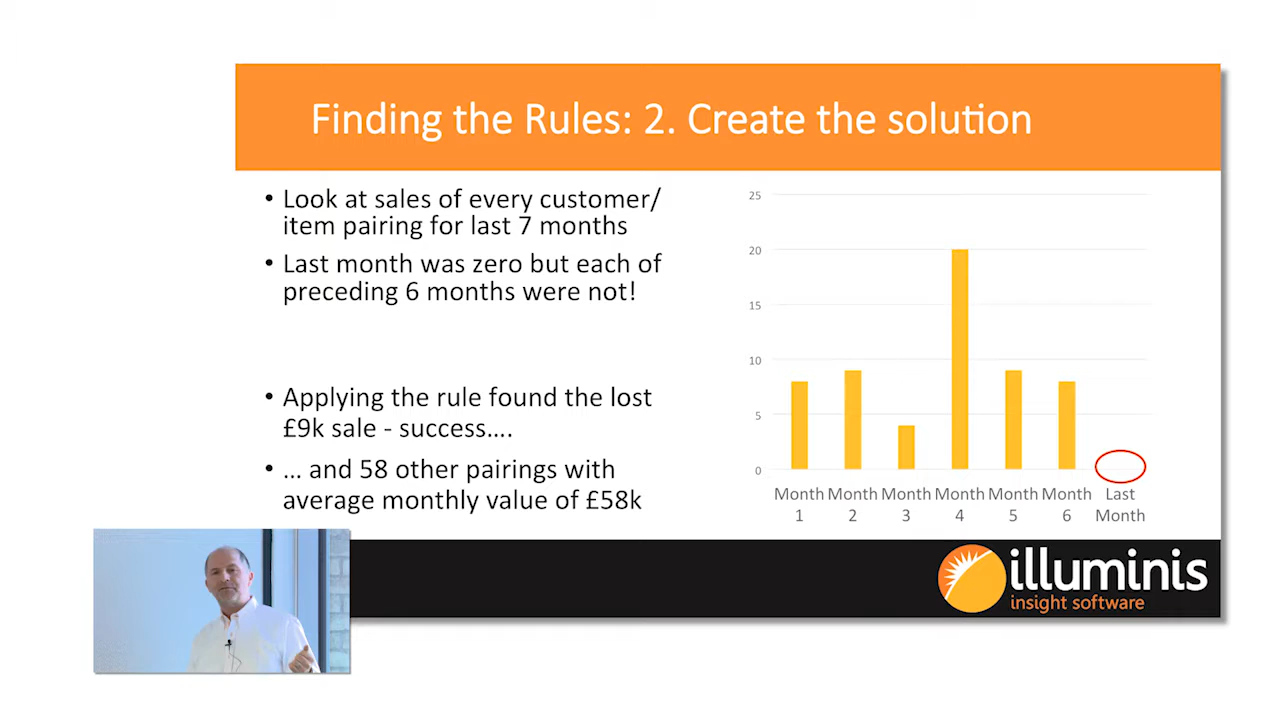 Finding the Rules: 2. Create the solution
• Look at sales of every customer/
item pairing for last 7 months
• Last month was zero but each of
preceding 6 months were not!
• Applying the rule found the lost
£9k sale - success....
• ... and 58 other pairings with
average monthly value of £58k
25
20
15
10
5
0
Month Month Month Month Month Month Last
1 2 3 4 5 6 Month
illuminis
insight software